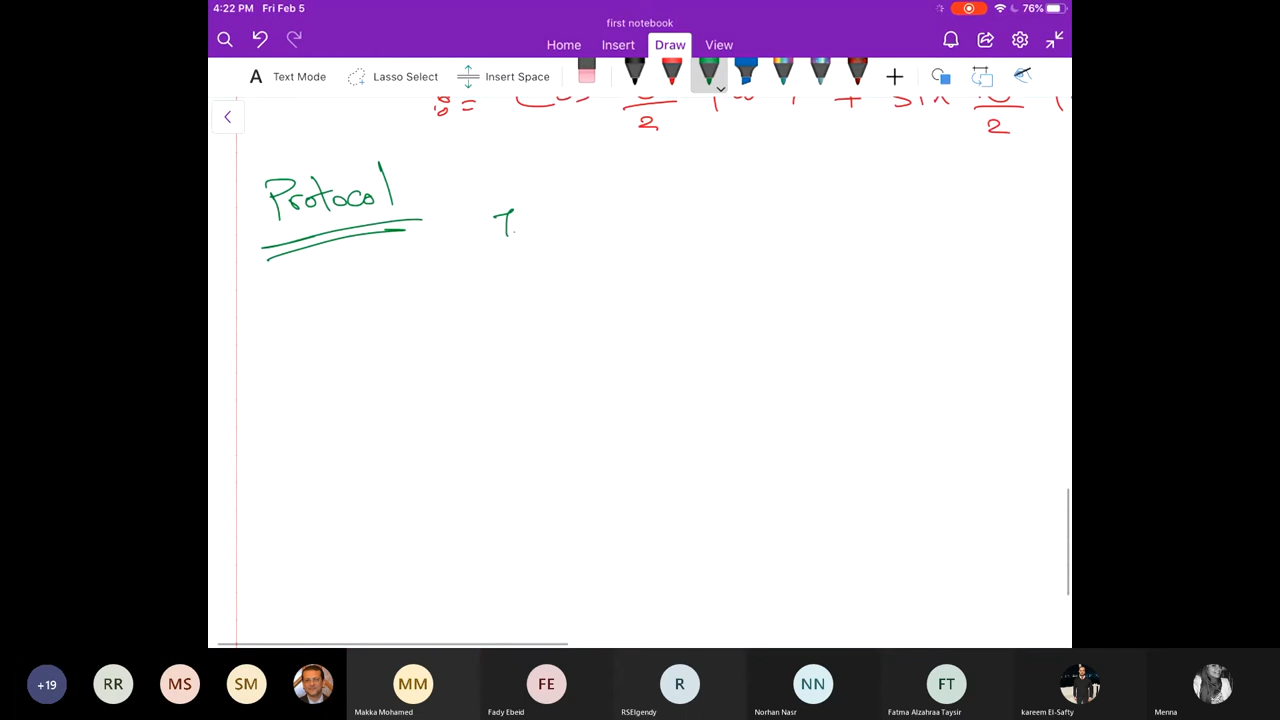 4:22 PM Fri Feb 5
76%
first notebook
Home Insert Draw View
A Text Mode Lasso Select Insert Space
2
2
Protocol
+19 RR MS SM MM FE R NN FT
Makka Mohamed Fady Ebeid RSElgendy Norhan Nasr Fatma Alzahraa Taysir kareem El-Safty Menna